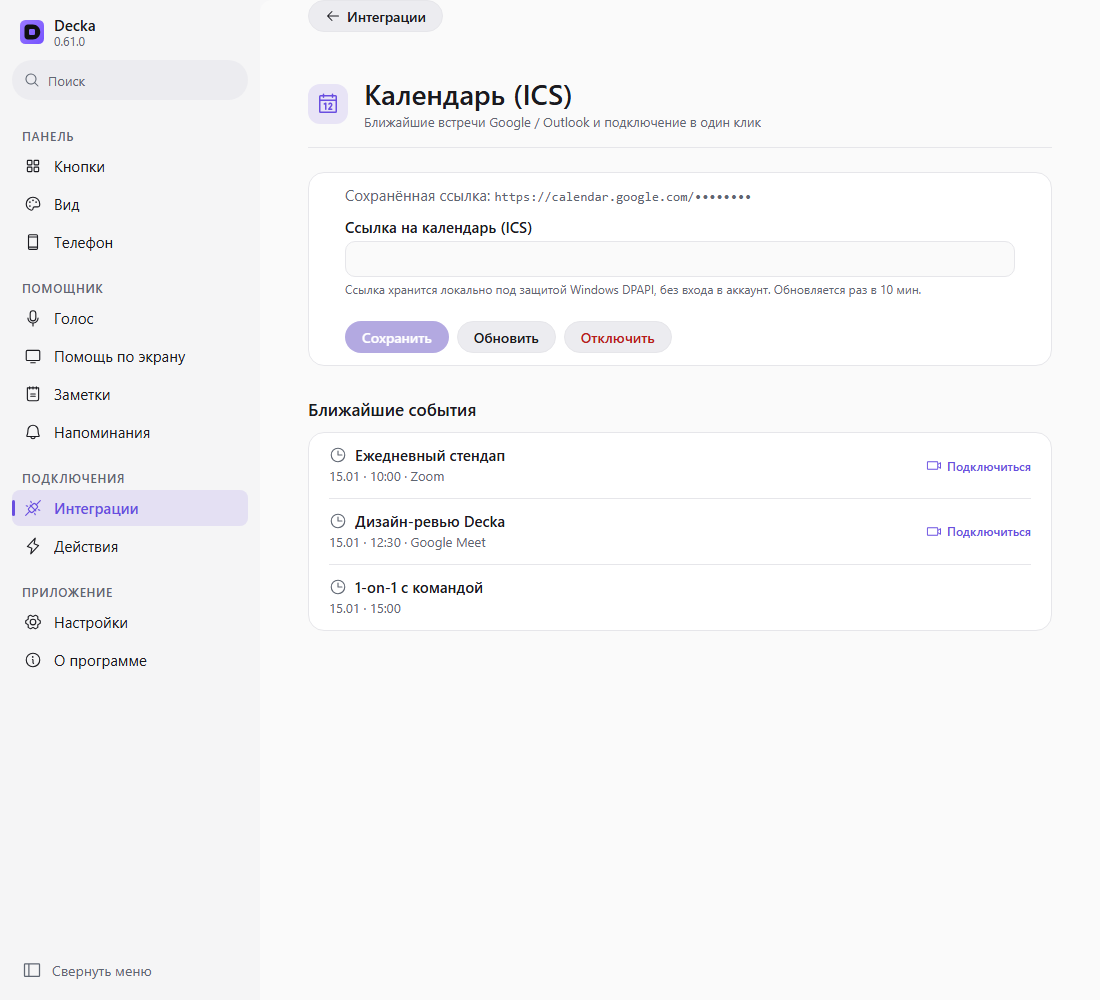 Decka
0.61.0
Поиск
ПАНЕЛЬ
Кнопки
Вид
Телефон
ПОМОЩНИК
Голос
Помощь по экрану
Заметки
Напоминания
ПОДКЛЮЧЕНИЯ
Интеграции
Действия
ПРИЛОЖЕНИЕ
Настройки
О программе
Свернуть меню
Интеграции
12
Календарь (ICS)
Ближайшие встречи Google / Outlook и подключение в один клик
Сохранённая ссылка: https://calendar.google.com/••••••••
Ссылка на календарь (ICS)
Ссылка хранится локально под защитой Windows DPAPI, без входа в аккаунт. Обновляется раз в 10 мин.
Сохранить Обновить Отключить
Ближайшие события
Ежедневный стендап
15.01 · 10:00 · Zoom
Подключиться
Дизайн-ревью Decka
15.01 · 12:30 · Google Meet
Подключиться
1-on-1 с командой
15.01 · 15:00